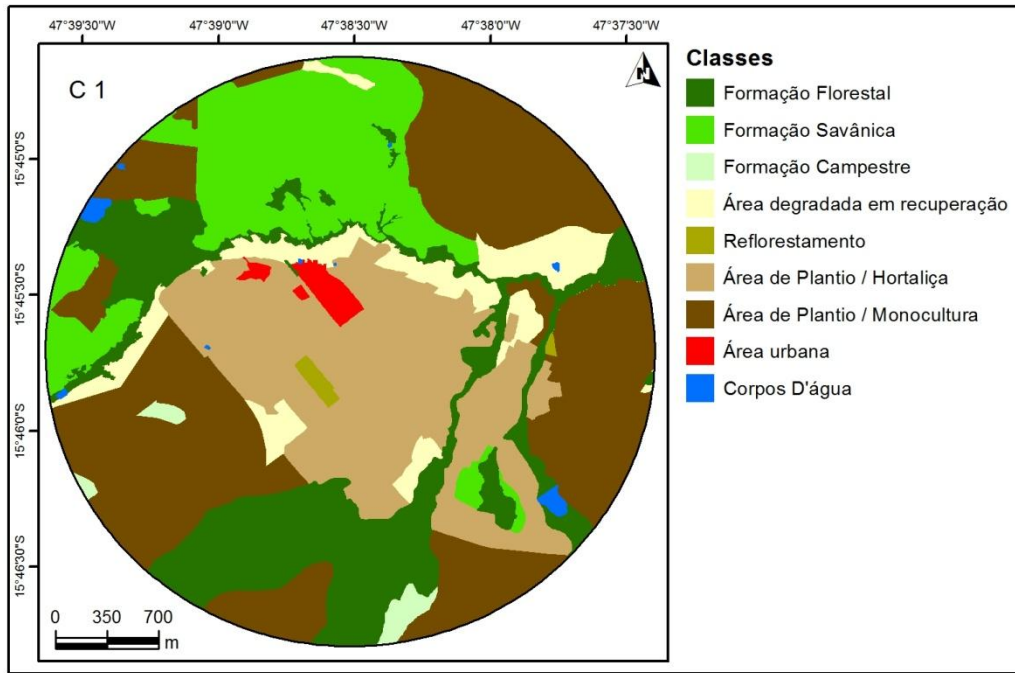 47°39'30"W 47°39'0"W 47°38'30"W 47°38'0"W 47°37'30"W
C 1
N
15°45'0"S
15°45'30"S
15°46'0"S
15°46'30"S
0 350 700
m
Classes
Formação Florestal
Formação Savânica
Formação Campestre
Área degradada em recuperação
Reflorestamento
Área de Plantio / Hortaliça
Área de Plantio / Monocultura
Área urbana
Corpos D'água